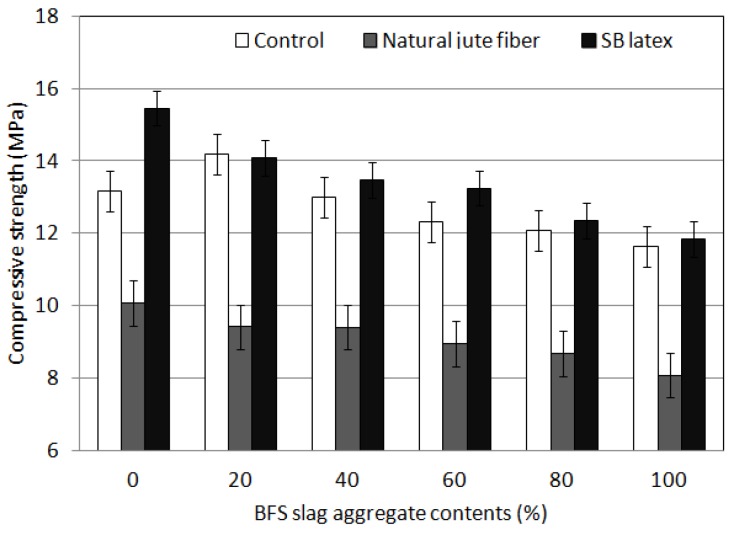 18
16
14
12
10
8
6
Compressive strength (MPa)
Control Natural jute fiber SB latex
0 20 40 60 80 100
BFS slag aggregate contents (%)